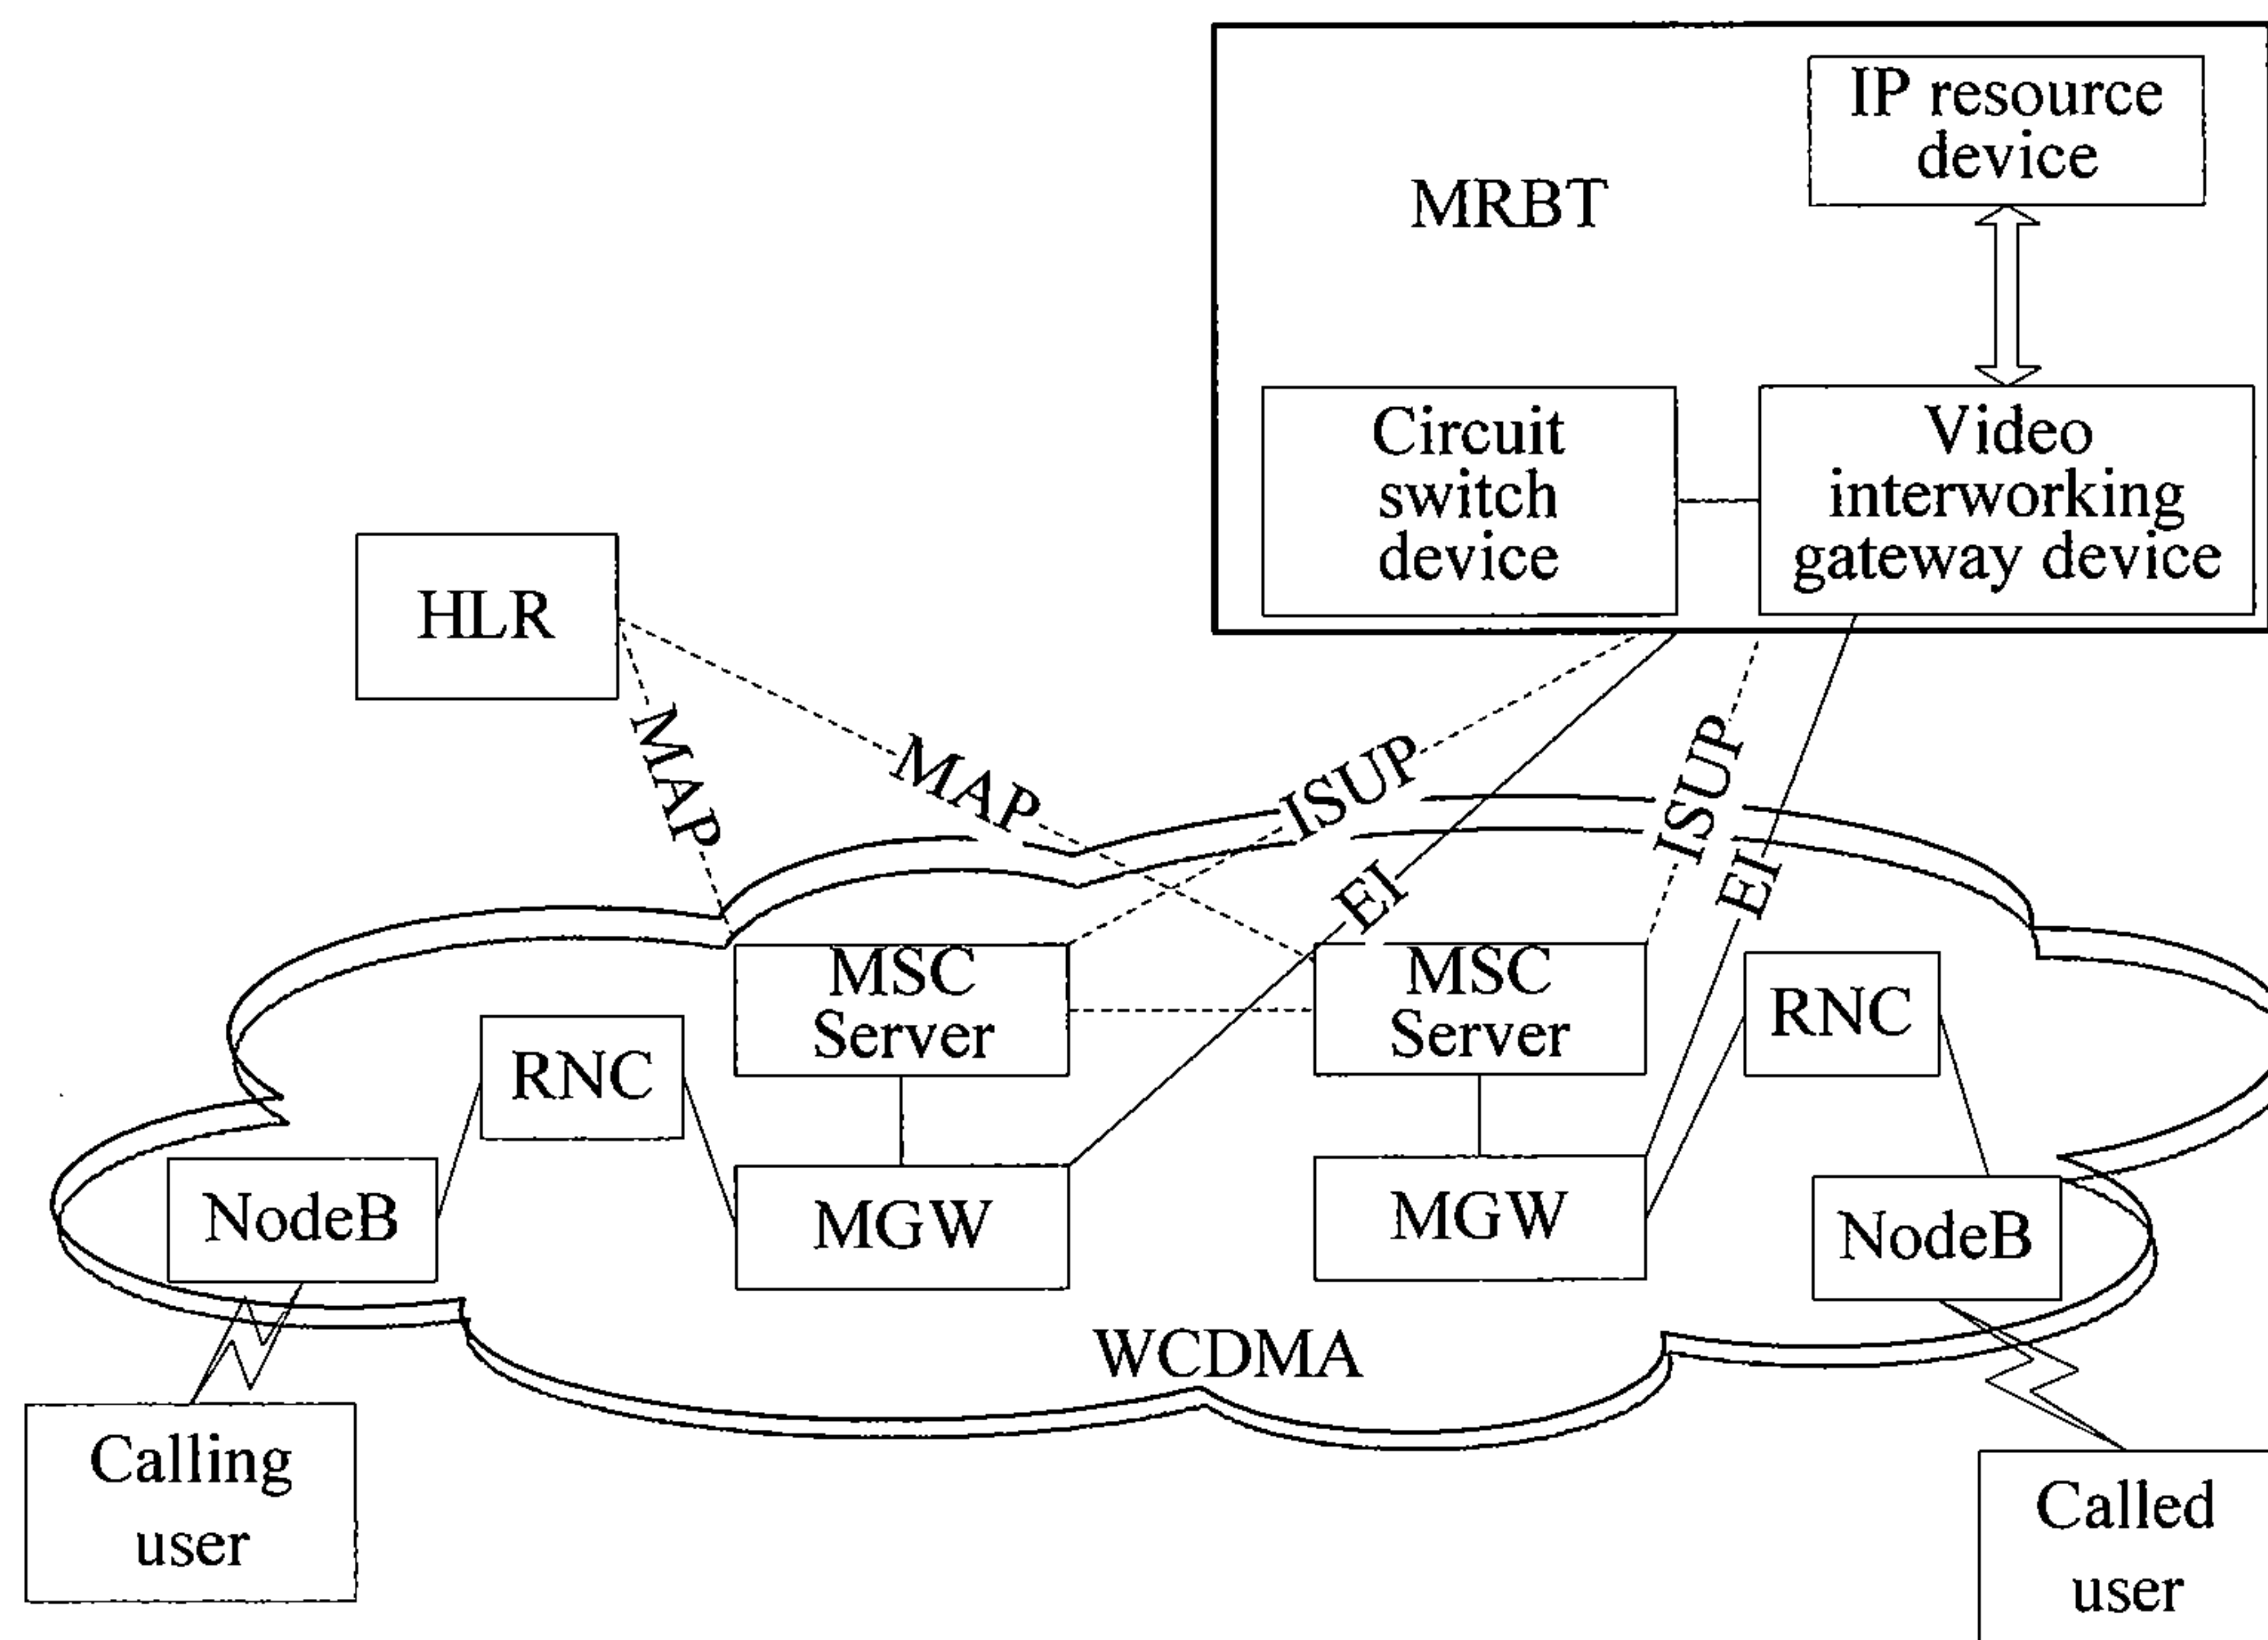 IP resource
device
MRBT
Circuit
switch
device
Video
interworking
gateway device
HLR
MAP
MAP
ISUP
ISUP
EI
EI
MSC
Server
MSC
Server
RNC
RNC
NodeB
MGW
MGW
NodeB
WCDMA
Calling
user
Called
user